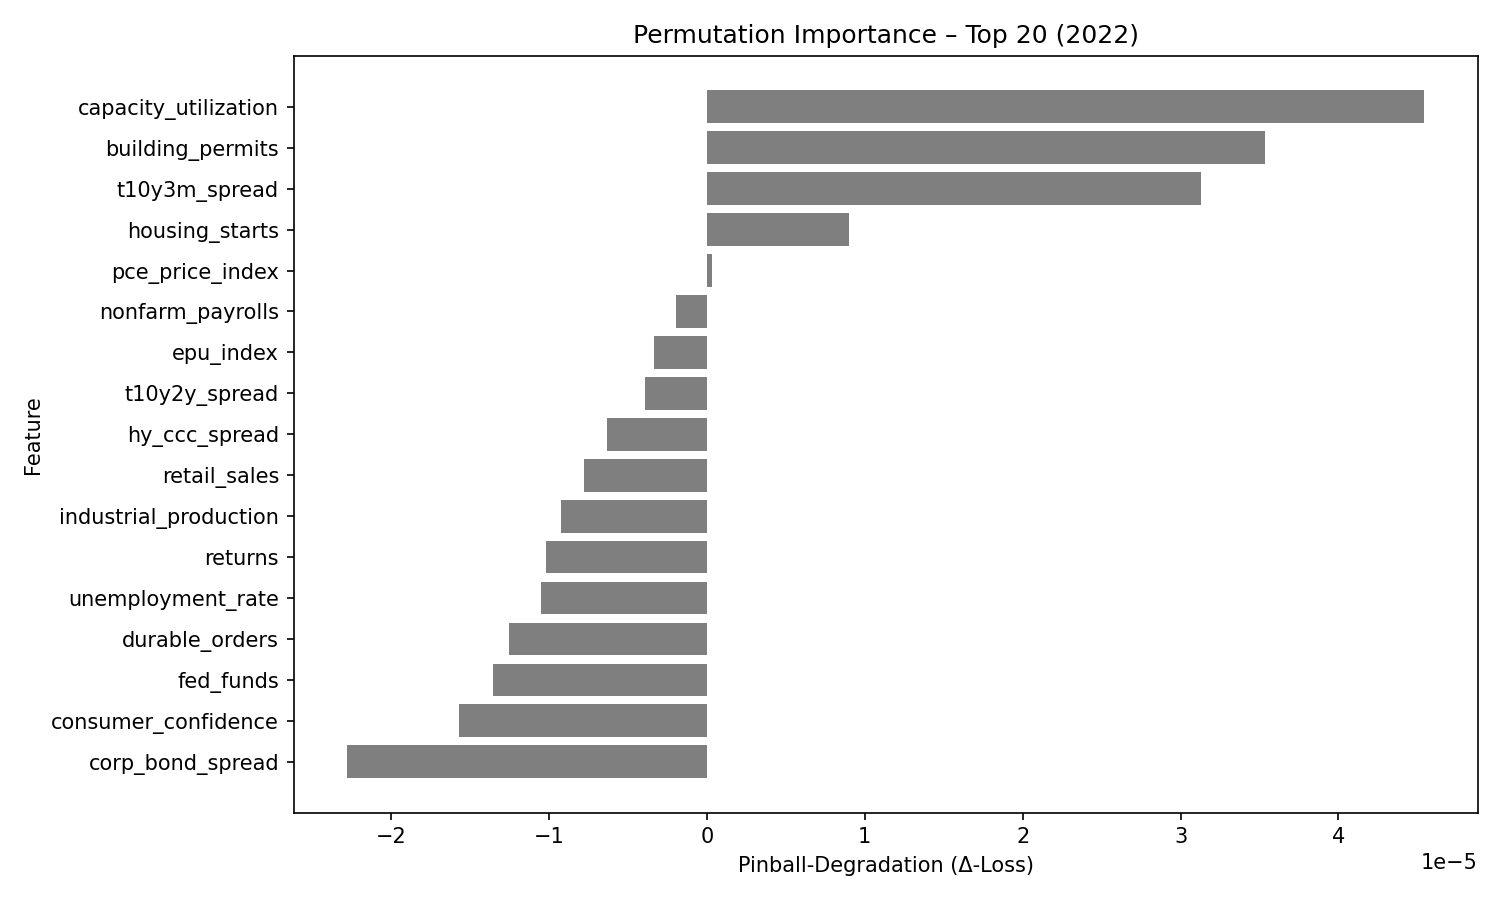 Permutation Importance – Top 20 (2022)
capacity_utilization
building_permits
t10y3m_spread
housing_starts
pce_price_index
nonfarm_payrolls
epu_index
t10y2y_spread
hy_ccc_spread
retail_sales
industrial_production
returns
unemployment_rate
durable_orders
fed_funds
consumer_confidence
corp_bond_spread
Feature
−2 −1 0 1 2 3 4
1e−5
Pinball-Degradation (Δ-Loss)